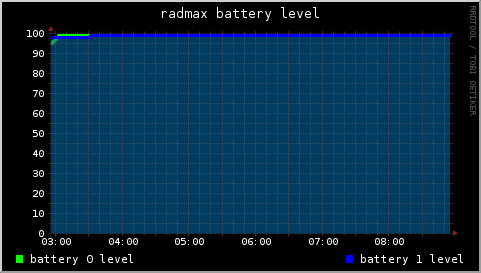 radmax battery level
RRDTOOL / TOBI OETIKER
100
90
80
70
60
50
40
30
20
10
0
03:00 04:00 05:00 06:00 07:00 08:00
battery 0 level battery 1 level